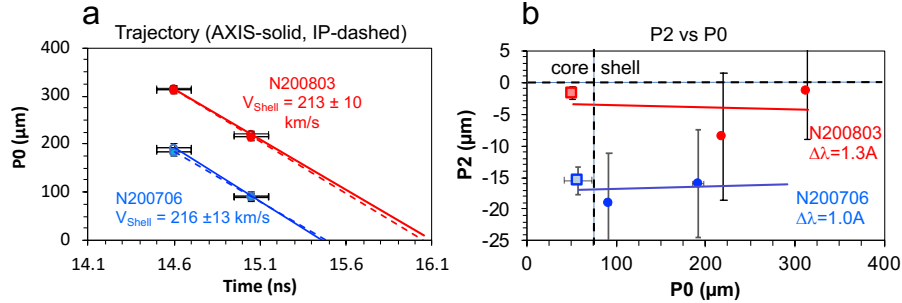 a
Trajectory (AXIS-solid, IP-dashed)
400
300
200
100
0
P0 (µm)
N200803
V_Shell = 213 ± 10
km/s
N200706
V_Shell = 216 ±13 km/s
14.1
14.6
15.1
15.6
16.1
Time (ns)
b
P2 vs P0
5
0
-5
-10
-15
-20
-25
P2 (µm)
core
shell
N200803
Δλ=1.3A
N200706
Δλ=1.0A
0
100
200
300
400
P0 (µm)